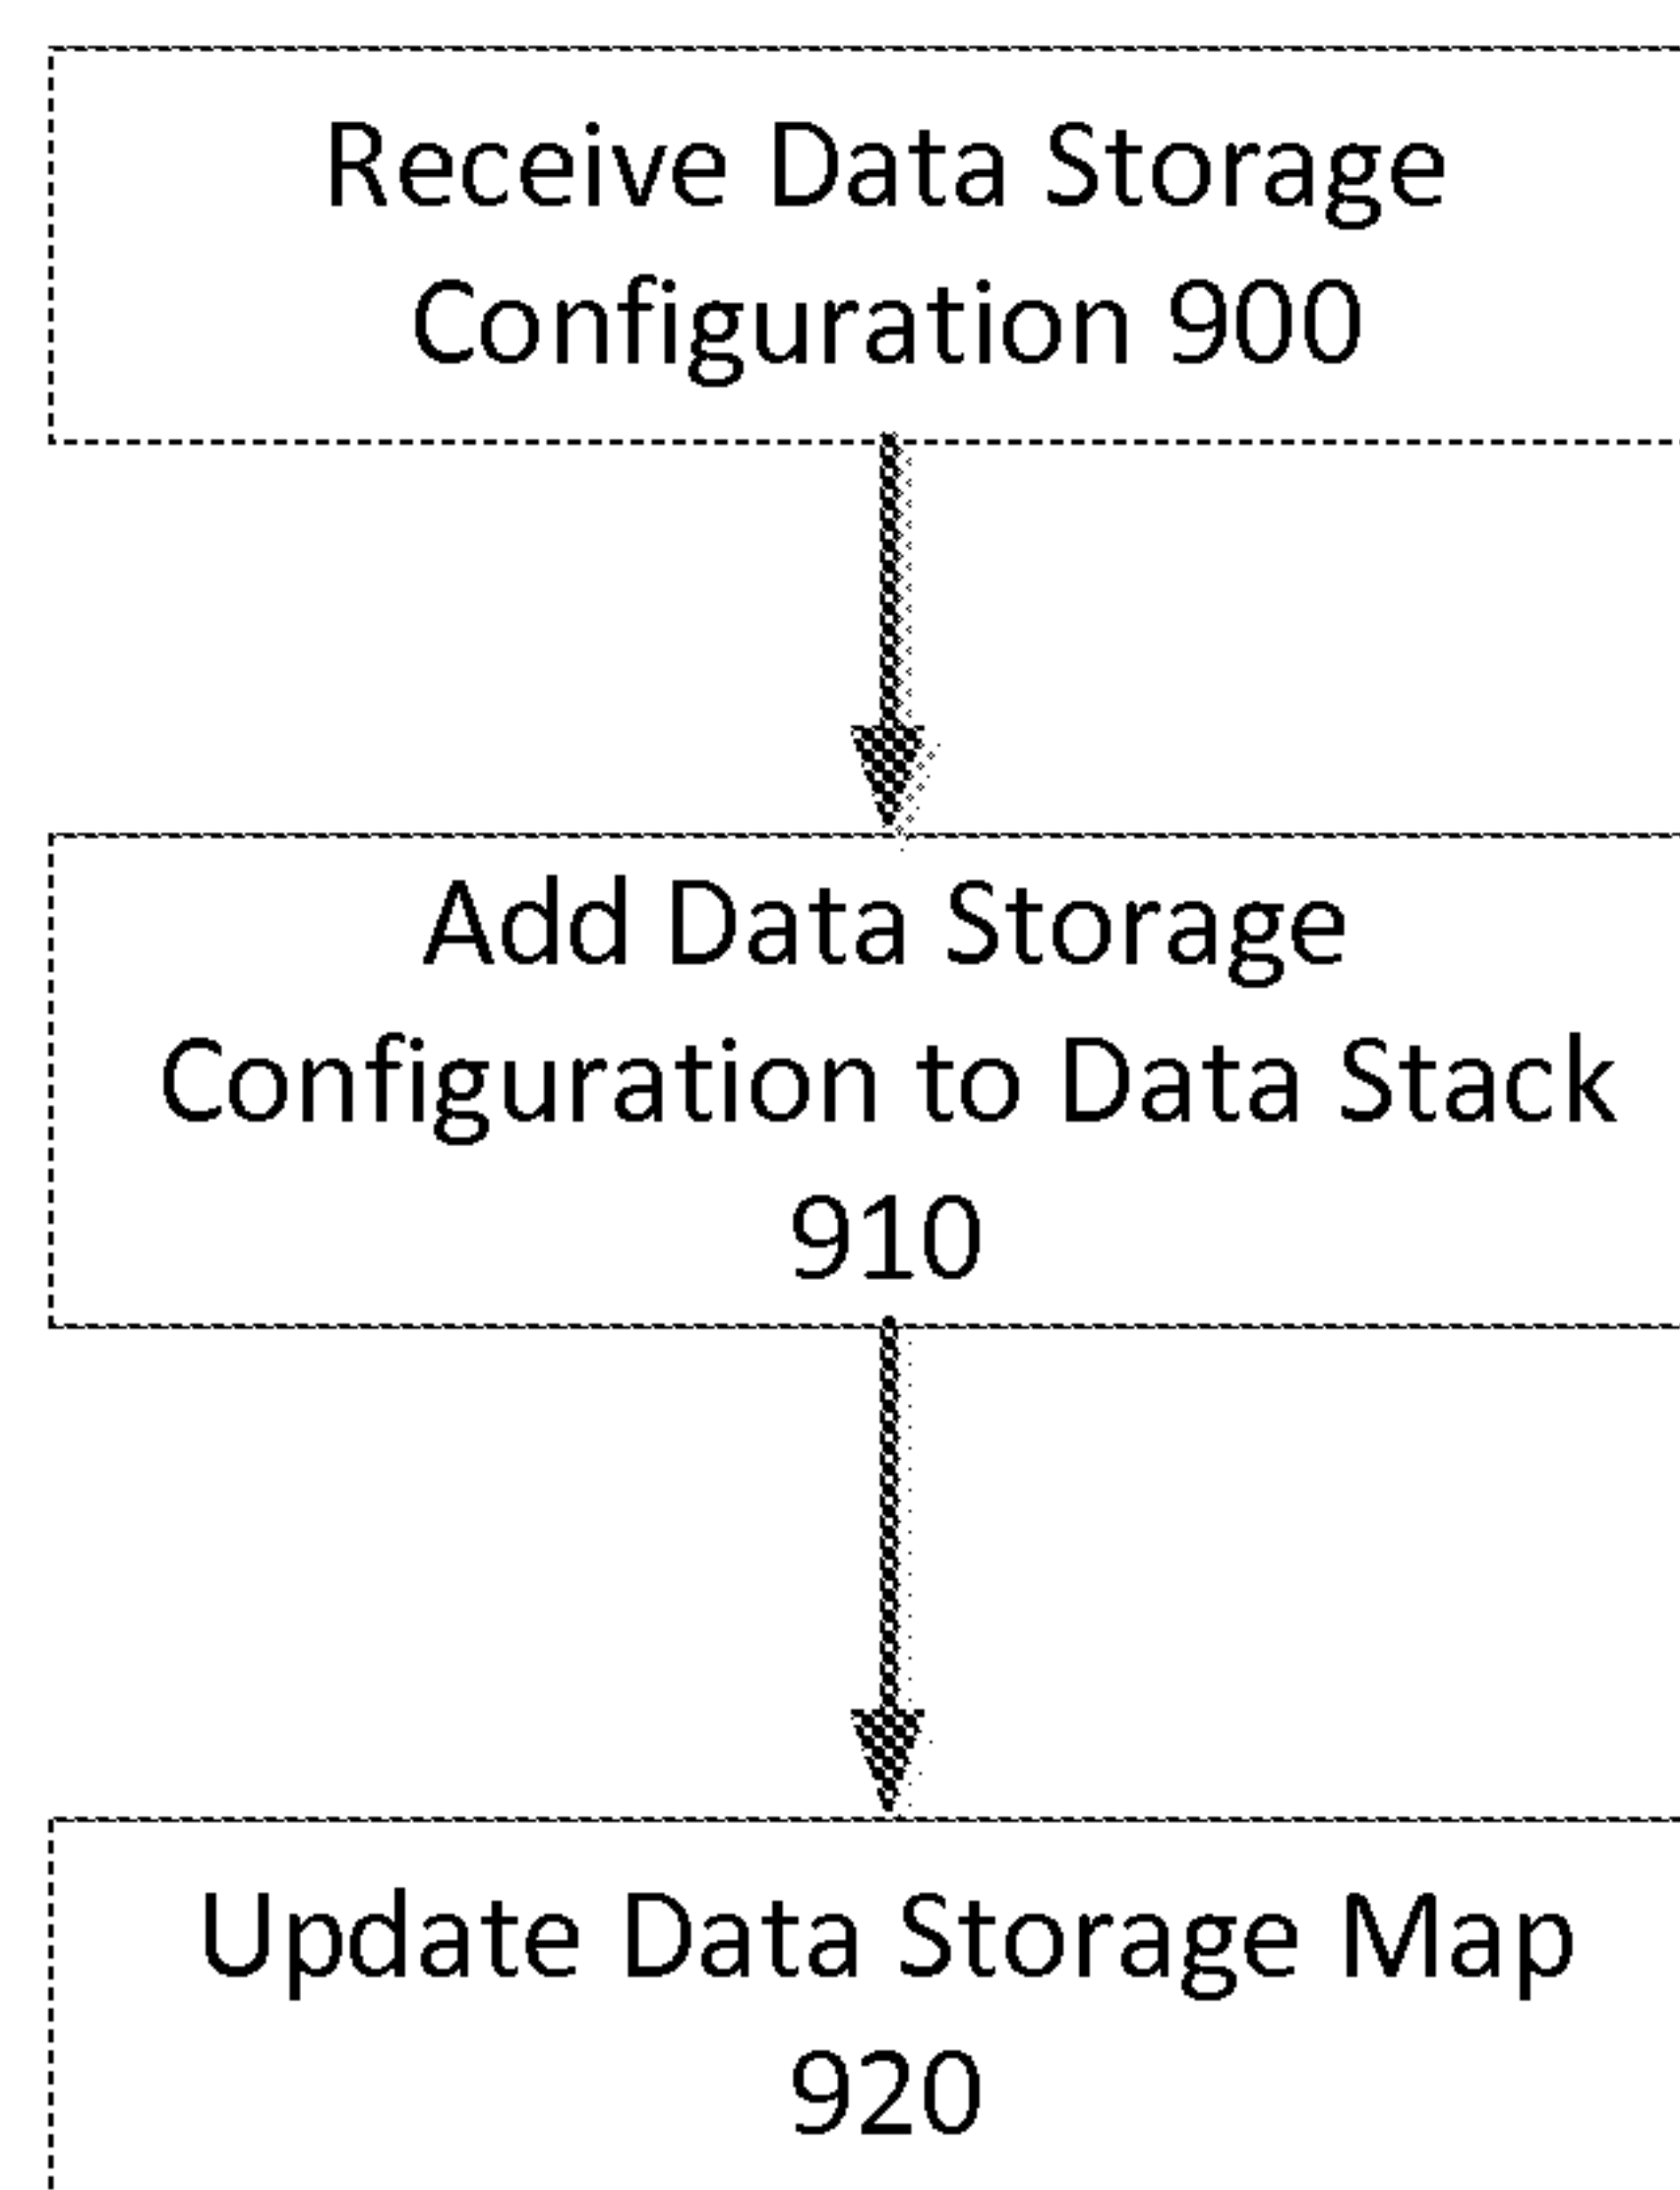 Receive Data Storage
Configuration 900
Add Data Storage
Configuration to Data Stack
910
Update Data Storage Map
920